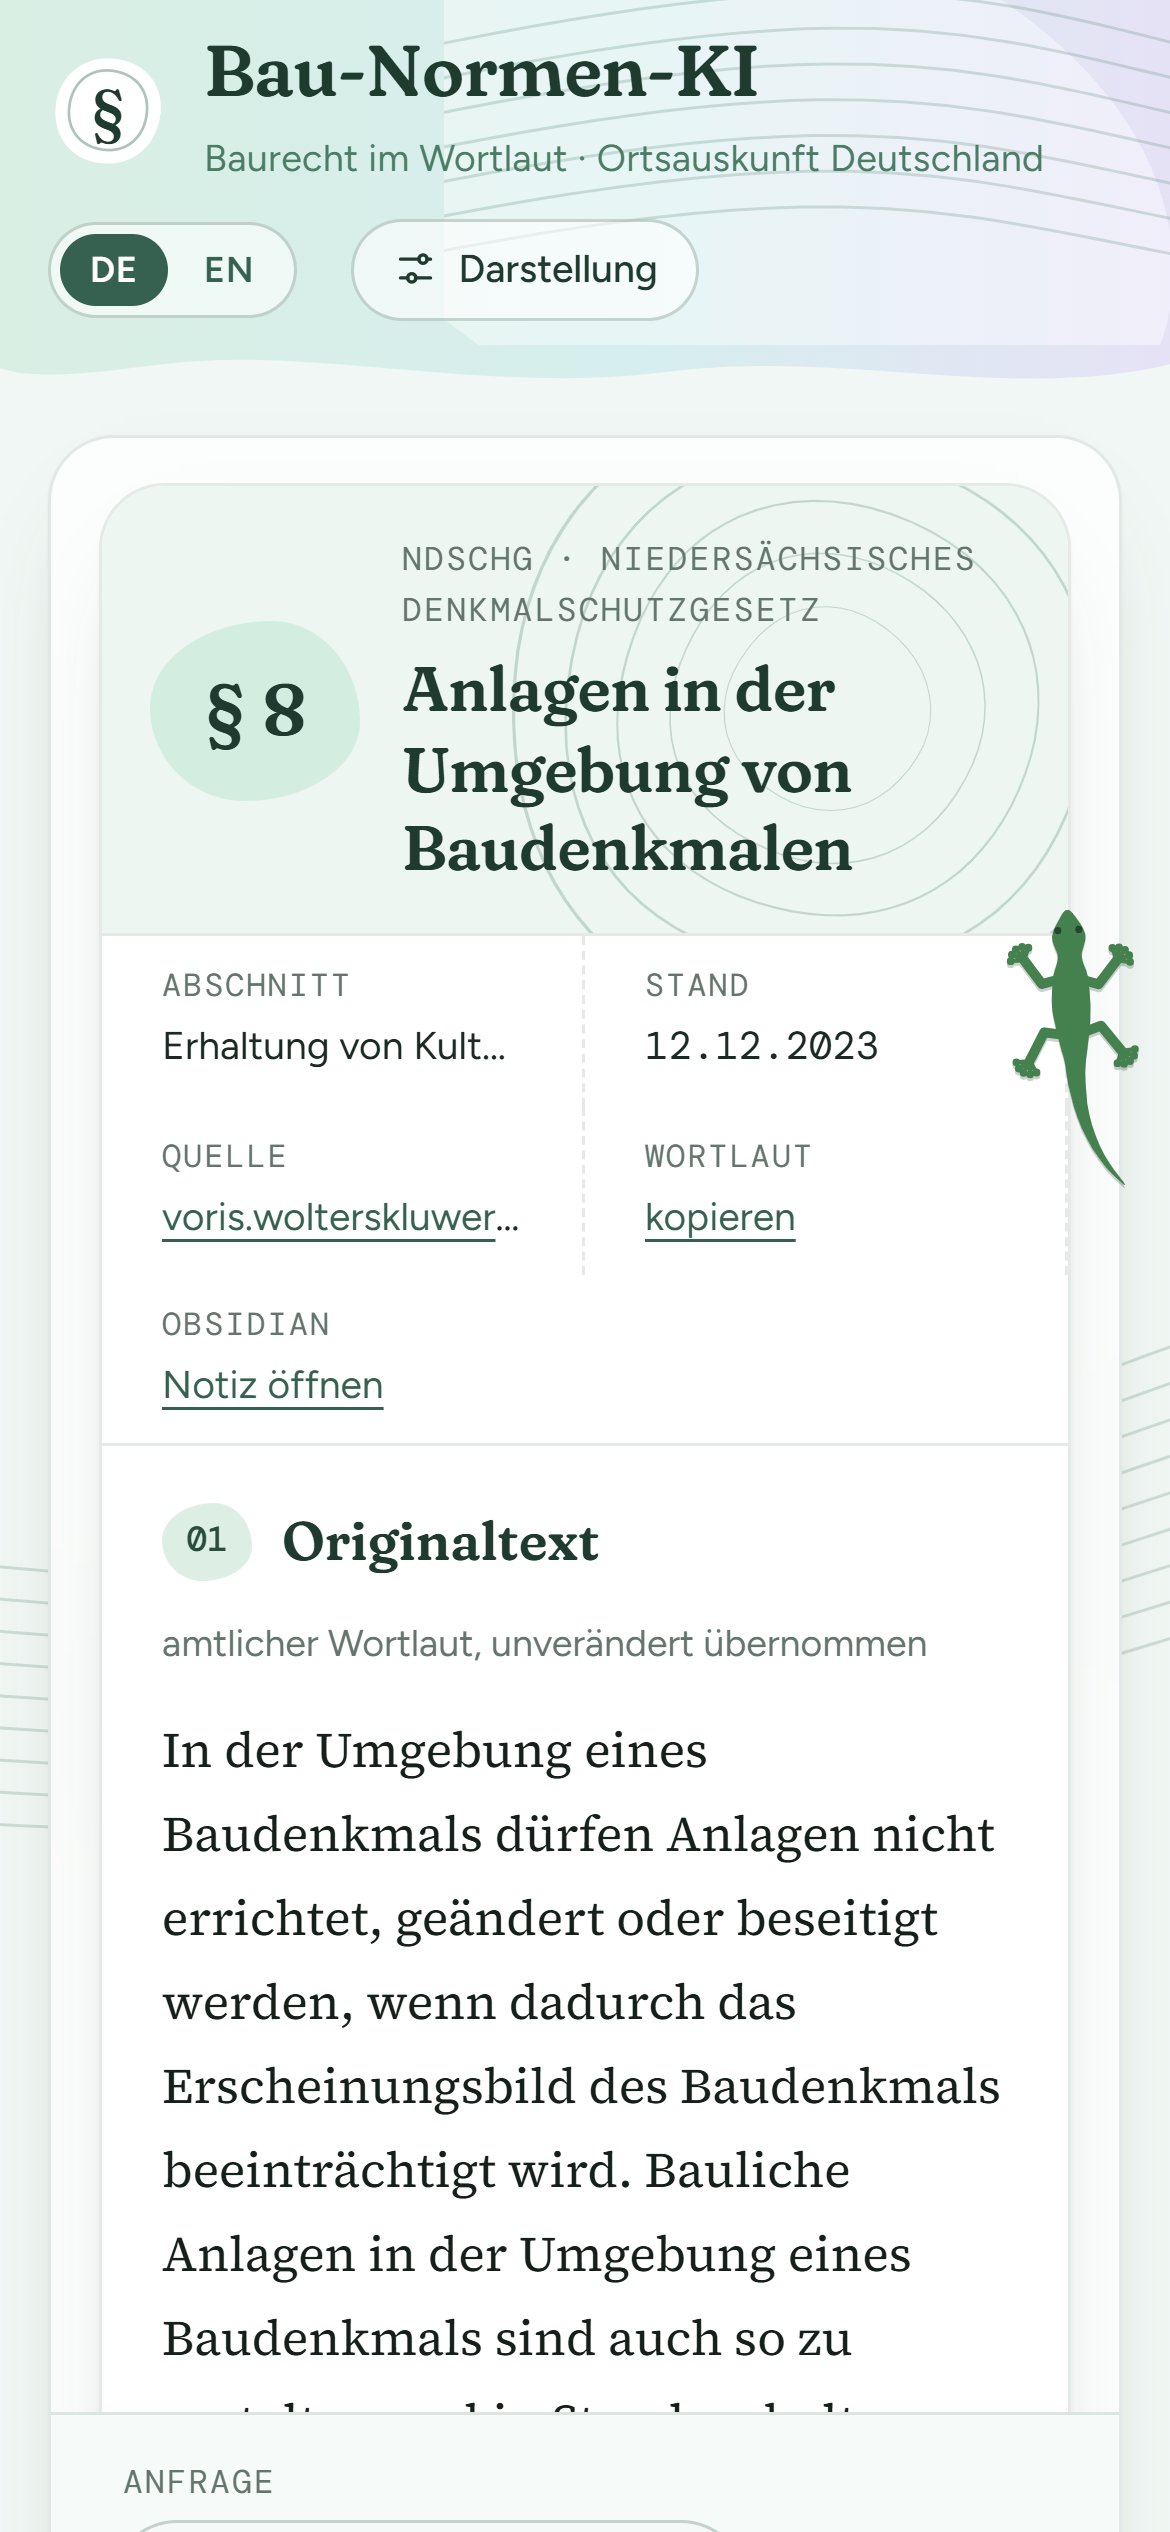 §
Bau-Normen-KI
Baurecht im Wortlaut · Ortsauskunft Deutschland
DE EN Darstellung
NDSCHG · NIEDERSÄCHSISCHES
DENKMALSCHUTZGESETZ
§ 8
Anlagen in der
Umgebung von
Baudenkmalen
ABSCHNITT
Erhaltung von Kult...
STAND
12.12.2023
QUELLE
voris.wolterskluwer...
WORTLAUT
kopieren
OBSIDIAN
Notiz öffnen
01 Originaltext
amtlicher Wortlaut, unverändert übernommen
In der Umgebung eines
Baudenkmals dürfen Anlagen nicht
errichtet, geändert oder beseitigt
werden, wenn dadurch das
Erscheinungsbild des Baudenkmals
beeinträchtigt wird. Bauliche
Anlagen in der Umgebung eines
Baudenkmals sind auch so zu
ANFRAGE